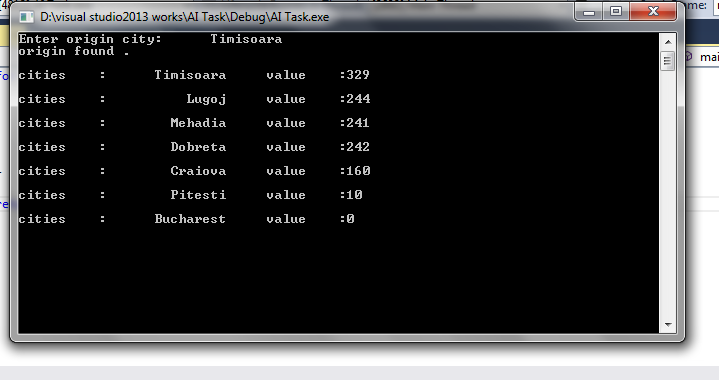 [48
D:\visual studio2013 works\AI Task\Debug\AI Task.exe
me:
Enter origin city: Timisoara
origin found .
mai
fo
cities : Timisoara value :329
cities : Lugoj value :244
cities : Mehadia value :241
cities : Dobreta value :242
cities : Craiova value :160
cities : Pitesti value :10
re
cities : Bucharest value :0